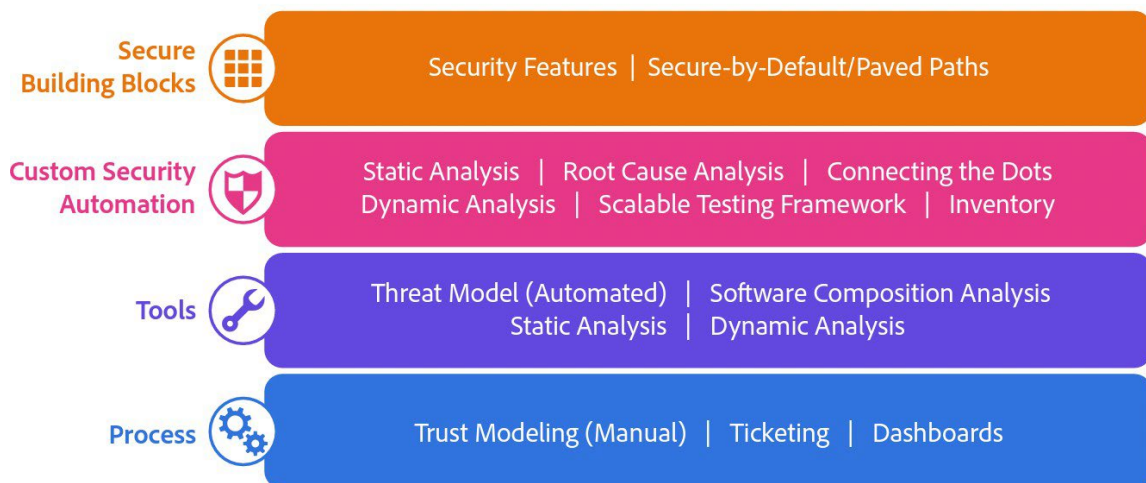 Secure
Building Blocks
Security Features | Secure-by-Default/Paved Paths
Custom Security
Automation
Static Analysis | Root Cause Analysis | Connecting the Dots
Dynamic Analysis | Scalable Testing Framework | Inventory
Tools
Threat Model (Automated) | Software Composition Analysis
Static Analysis | Dynamic Analysis
Process
Trust Modeling (Manual) | Ticketing | Dashboards